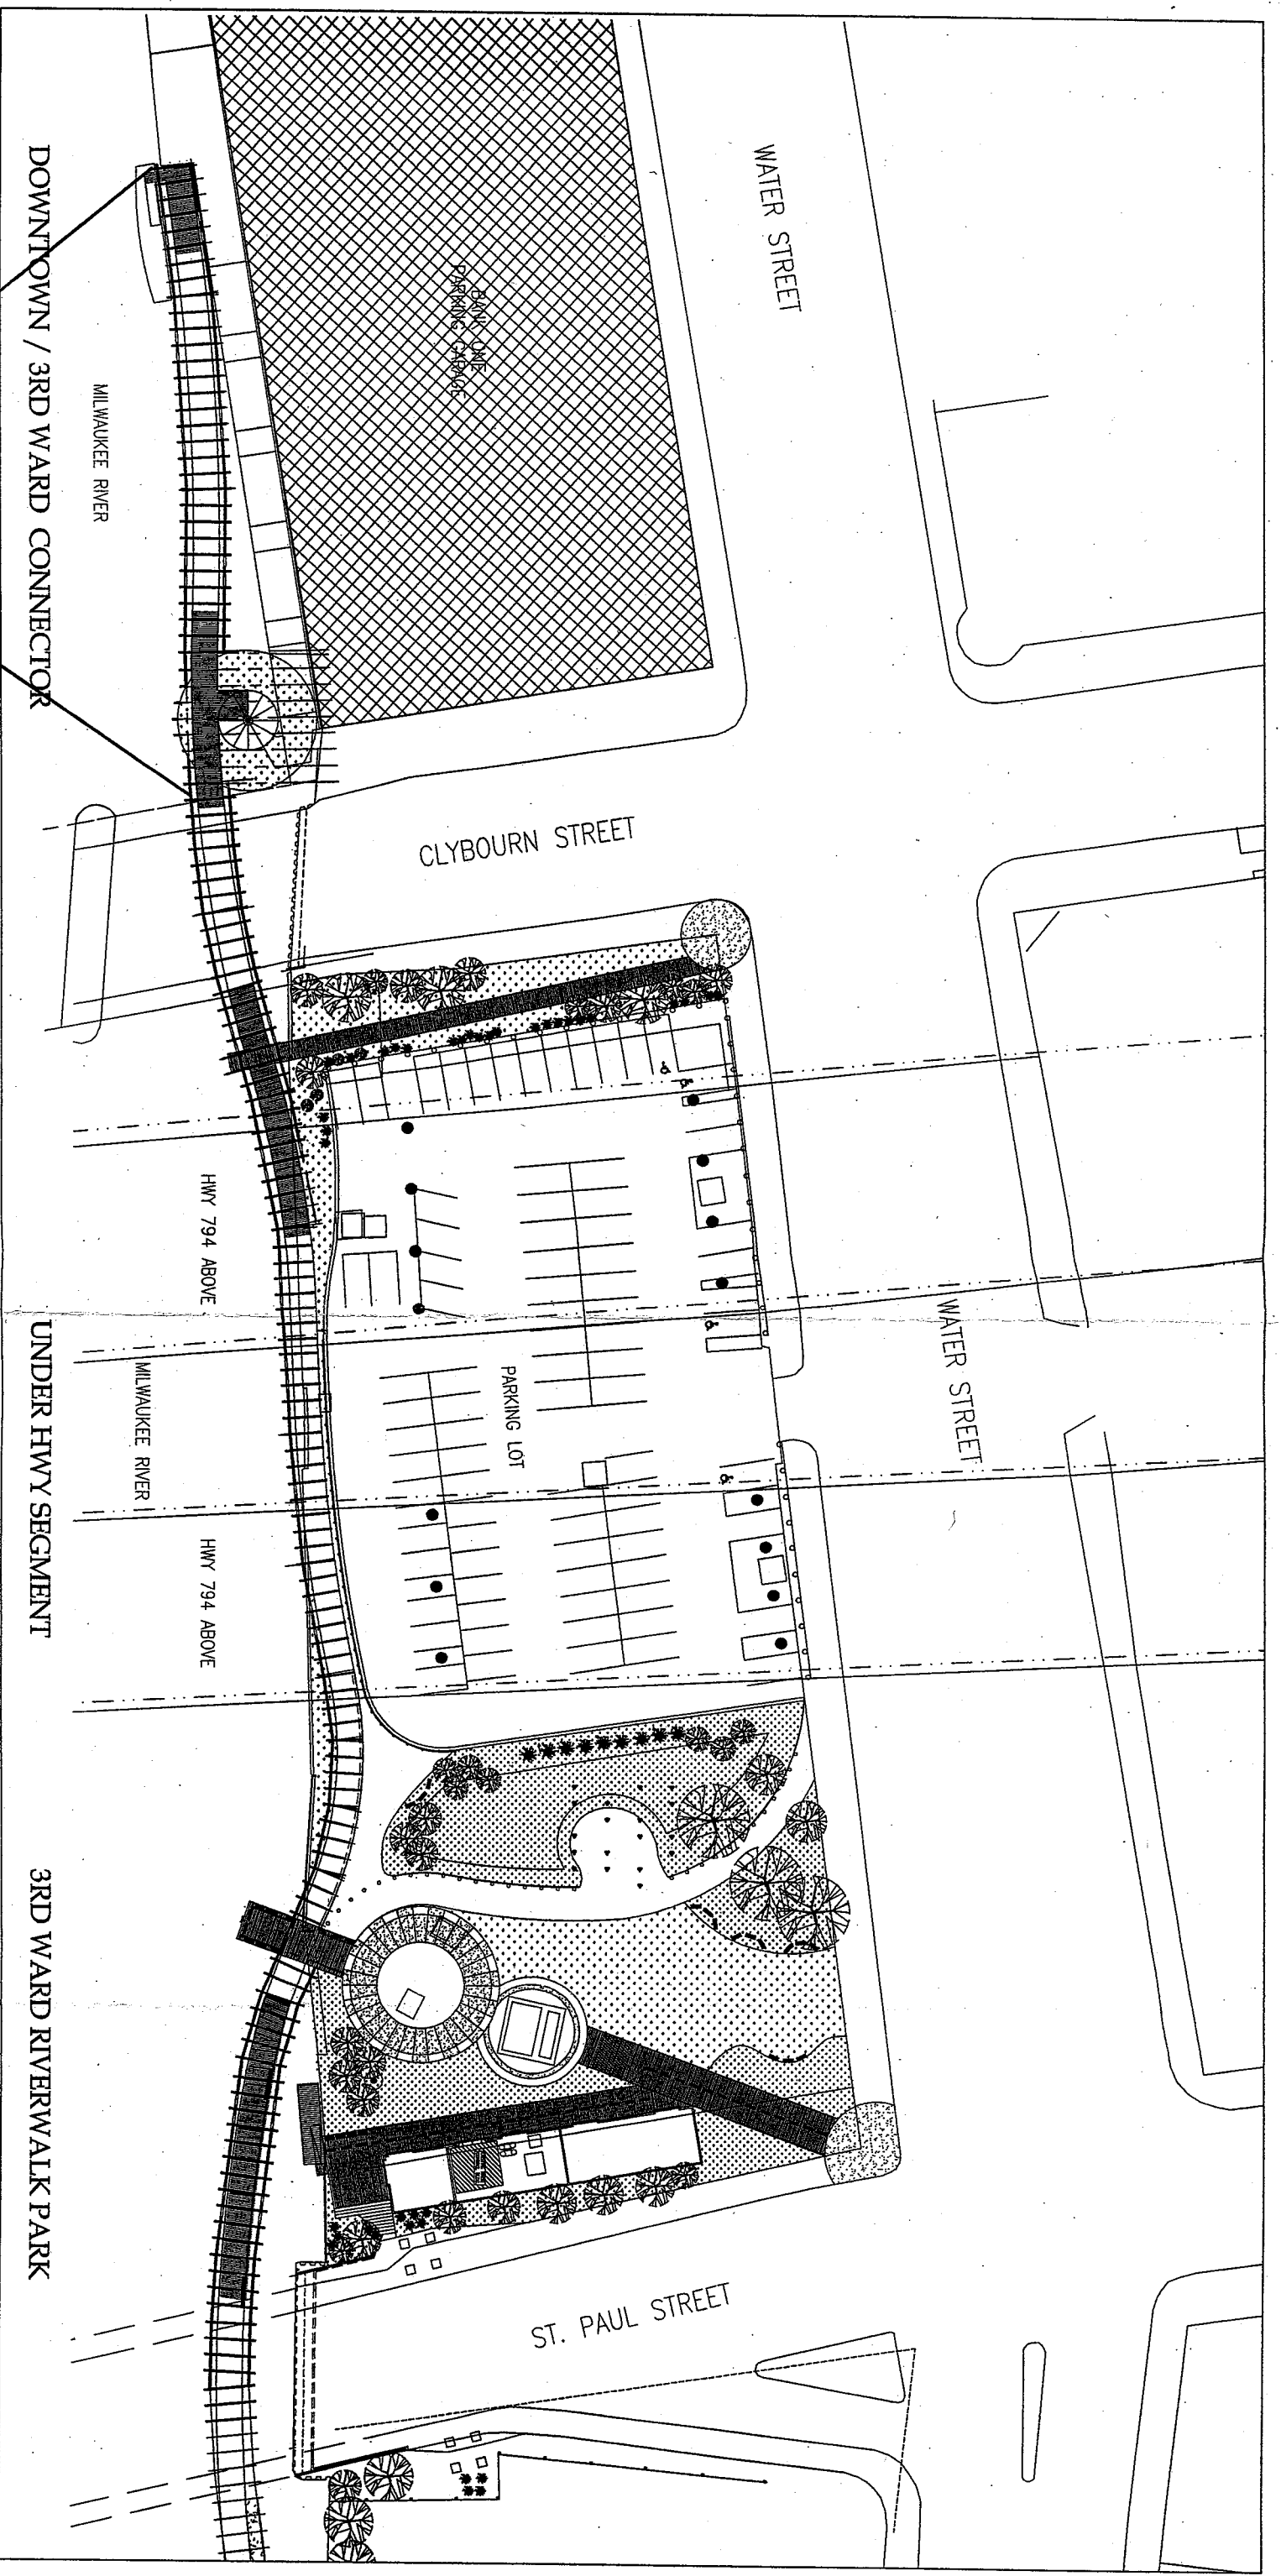 WATER STREET
BANK ONE
PARKING GARAGE
MILWAUKEE RIVER
DOWNTOWN / 3RD WARD CONNECTOR
CLYBOURN STREET
WATER STREET
PARKING LOT
HWY 794 ABOVE
MILWAUKEE RIVER
HWY 794 ABOVE
UNDER HWY SEGMENT
ST. PAUL STREET
3RD WARD RIVERWALK PARK